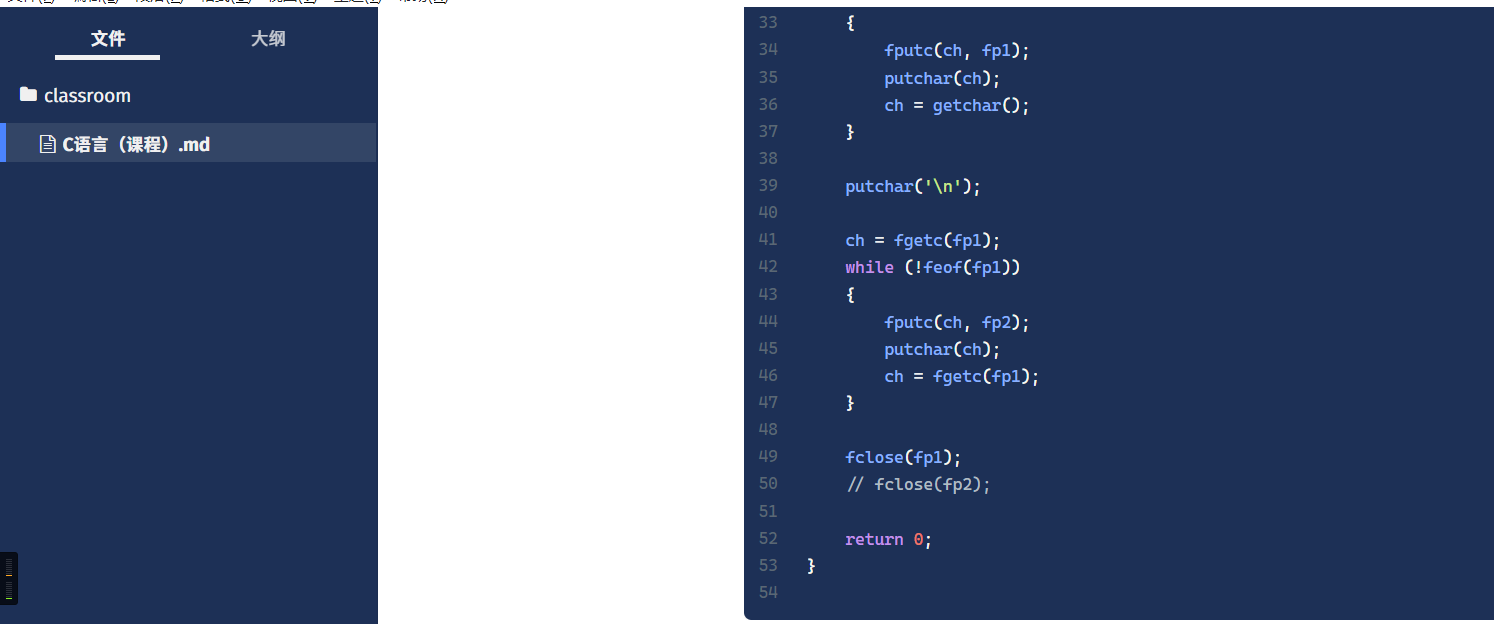 文件
大纲
classroom
C语言（课程）.md
33 {
34 fputc(ch, fp1);
35 putchar(ch);
36 ch = getchar();
37 }
38
39 putchar('\n');
40
41 ch = fgetc(fp1);
42 while (!feof(fp1))
43 {
44 fputc(ch, fp2);
45 putchar(ch);
46 ch = fgetc(fp1);
47 }
48
49 fclose(fp1);
50 // fclose(fp2);
51
52 return 0;
53 }
54